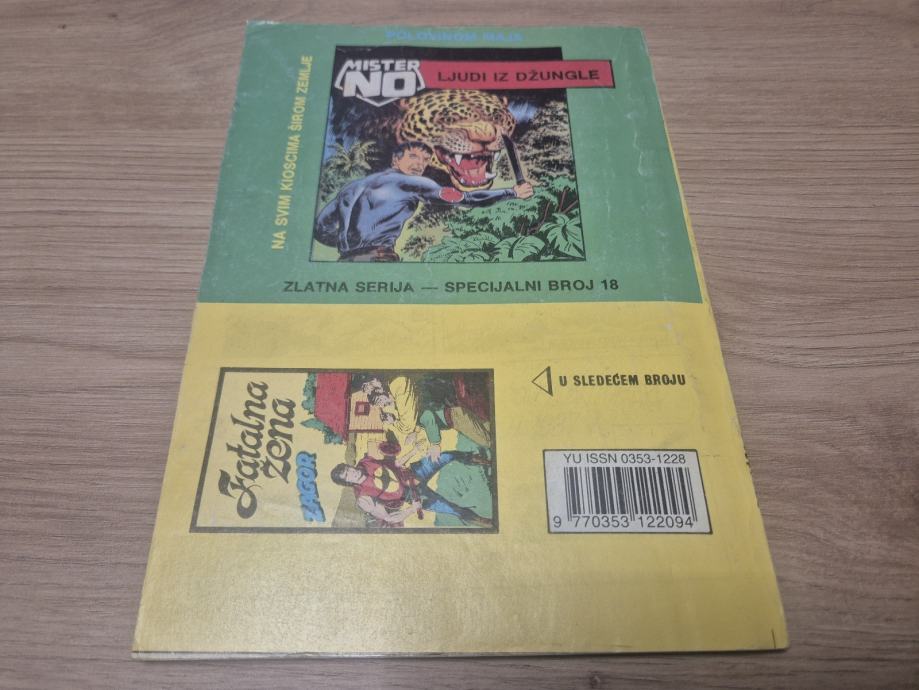 POLOVINOM MAJA
NA SVIM KIOSCIMA ŠIROM ZEMLJE
MISTER
NO
LJUDI IZ DŽUNGLE
ZLATNA SERIJA — SPECIJALNI BROJ 18
Fatalna
žena
ZAGOR
U SLEDEĆEM BROJU
YU ISSN 0353-1228
9 770353 122094